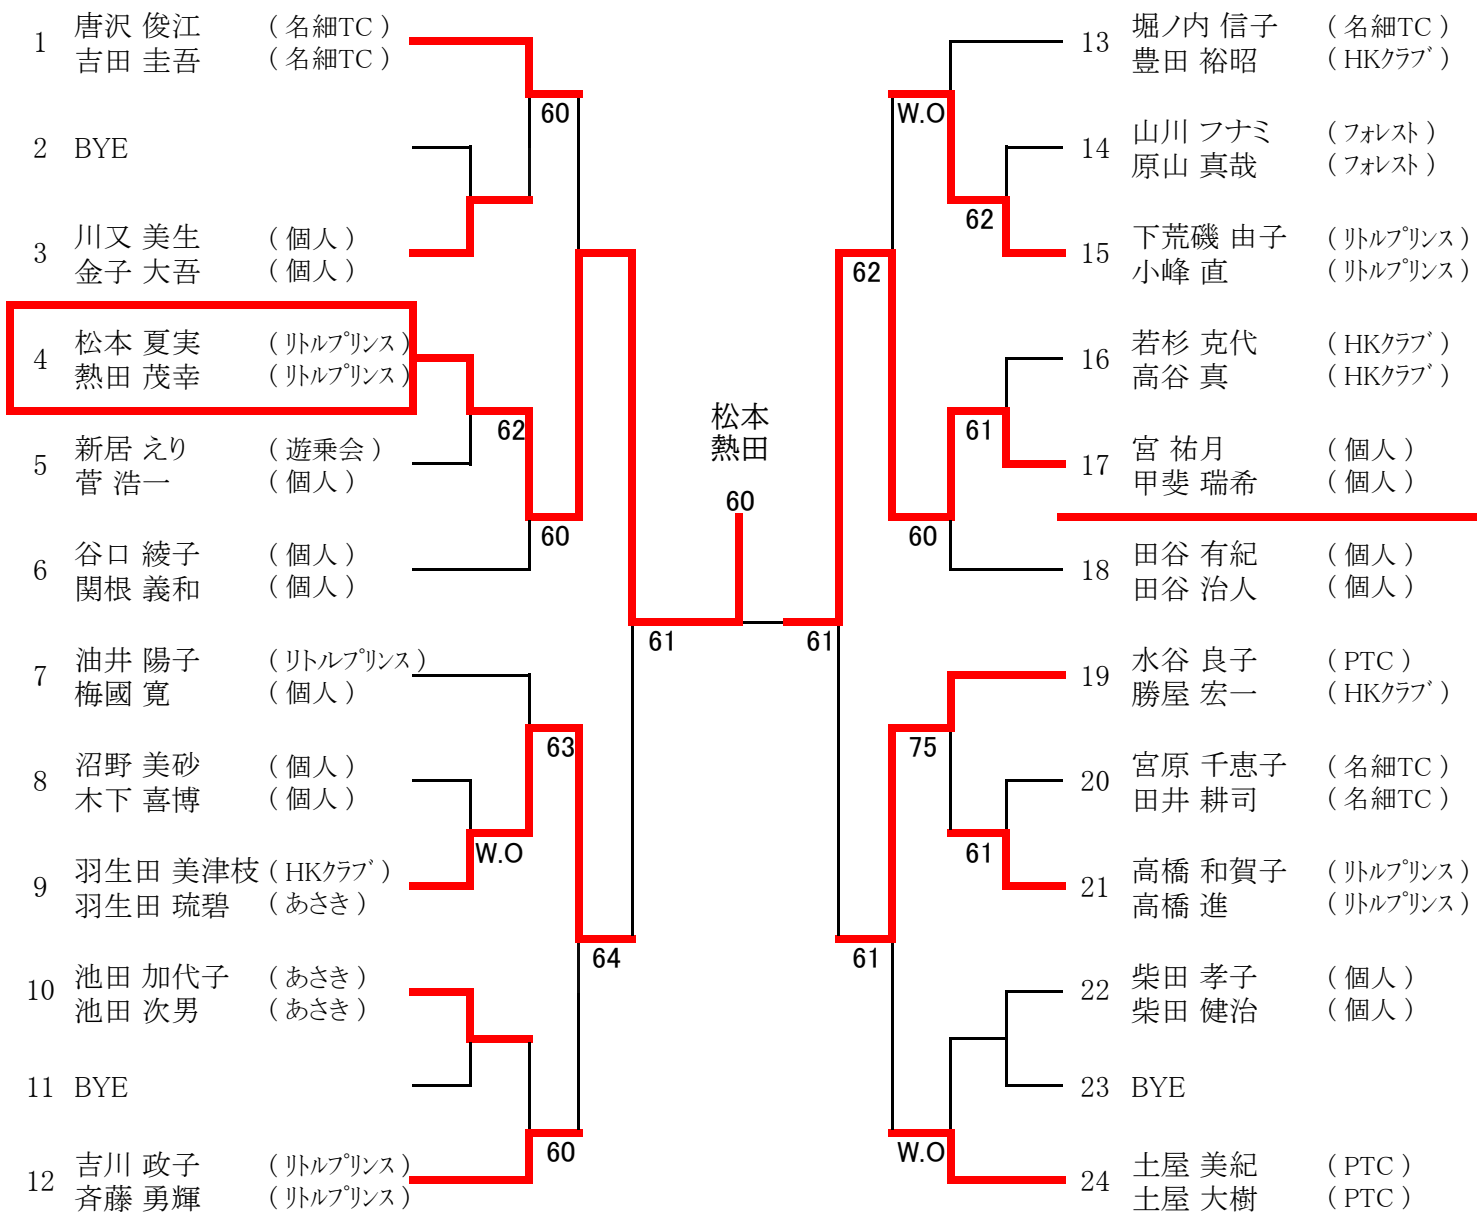 1 唐沢 俊江 ( 名細TC )
吉田 圭吾 ( 名細TC )
60
2 BYE
3 川又 美生 ( 個人 )
金子 大吾 ( 個人 )
4 松本 夏実 ( ﾘﾄﾙﾌﾟﾘﾝｽ )
熱田 茂幸 ( ﾘﾄﾙﾌﾟﾘﾝｽ )
62
5 新居 えり ( 遊乗会 )
菅 浩一 ( 個人 )
60
6 谷口 綾子 ( 個人 )
関根 義和 ( 個人 )
61
7 油井 陽子 ( ﾘﾄﾙﾌﾟﾘﾝｽ )
梅國 寛 ( 個人 )
63
8 沼野 美砂 ( 個人 )
木下 喜博 ( 個人 )
W.O
9 羽生田 美津枝 ( HKｸﾗﾌﾞ )
羽生田 琉碧 ( あさき )
64
10 池田 加代子 ( あさき )
池田 次男 ( あさき )
11 BYE
60
12 吉川 政子 ( ﾘﾄﾙﾌﾟﾘﾝｽ )
斉藤 勇輝 ( ﾘﾄﾙﾌﾟﾘﾝｽ )
松本
熱田
60
13 堀ノ内 信子 ( 名細TC )
豊田 裕昭 ( HKｸﾗﾌﾞ )
W.O
14 山川 フナミ ( ﾌｫﾚｽﾄ )
原山 真哉 ( ﾌｫﾚｽﾄ )
62
15 下荒磯 由子 ( ﾘﾄﾙﾌﾟﾘﾝｽ )
小峰 直 ( ﾘﾄﾙﾌﾟﾘﾝｽ )
62
16 若杉 克代 ( HKｸﾗﾌﾞ )
高谷 真 ( HKｸﾗﾌﾞ )
61
17 宮 祐月 ( 個人 )
甲斐 瑞希 ( 個人 )
60
18 田谷 有紀 ( 個人 )
田谷 治人 ( 個人 )
61
19 水谷 良子 ( PTC )
勝屋 宏一 ( HKｸﾗﾌﾞ )
75
20 宮原 千恵子 ( 名細TC )
田井 耕司 ( 名細TC )
61
21 高橋 和賀子 ( ﾘﾄﾙﾌﾟﾘﾝｽ )
高橋 進 ( ﾘﾄﾙﾌﾟﾘﾝｽ )
61
22 柴田 孝子 ( 個人 )
柴田 健治 ( 個人 )
23 BYE
W.O
24 土屋 美紀 ( PTC )
土屋 大樹 ( PTC )